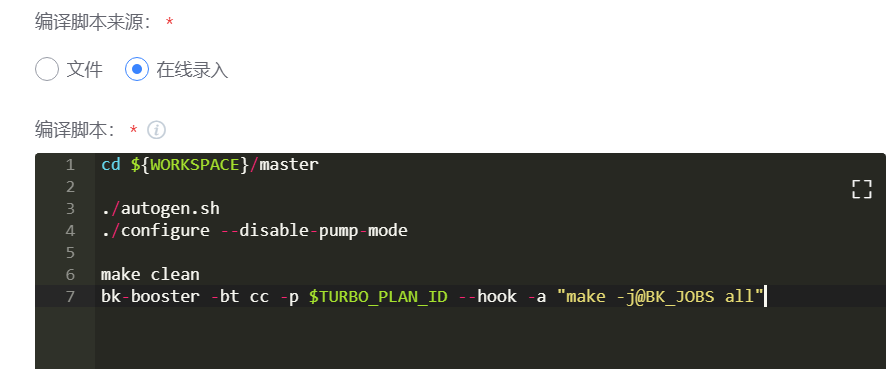 编译脚本来源： *
文件 在线录入
编译脚本： *
1 cd ${WORKSPACE}/master
2
3 ./autogen.sh
4 ./configure --disable-pump-mode
5
6 make clean
7 bk-booster -bt cc -p $TURBO_PLAN_ID --hook -a "make -j@BK_JOBS all"